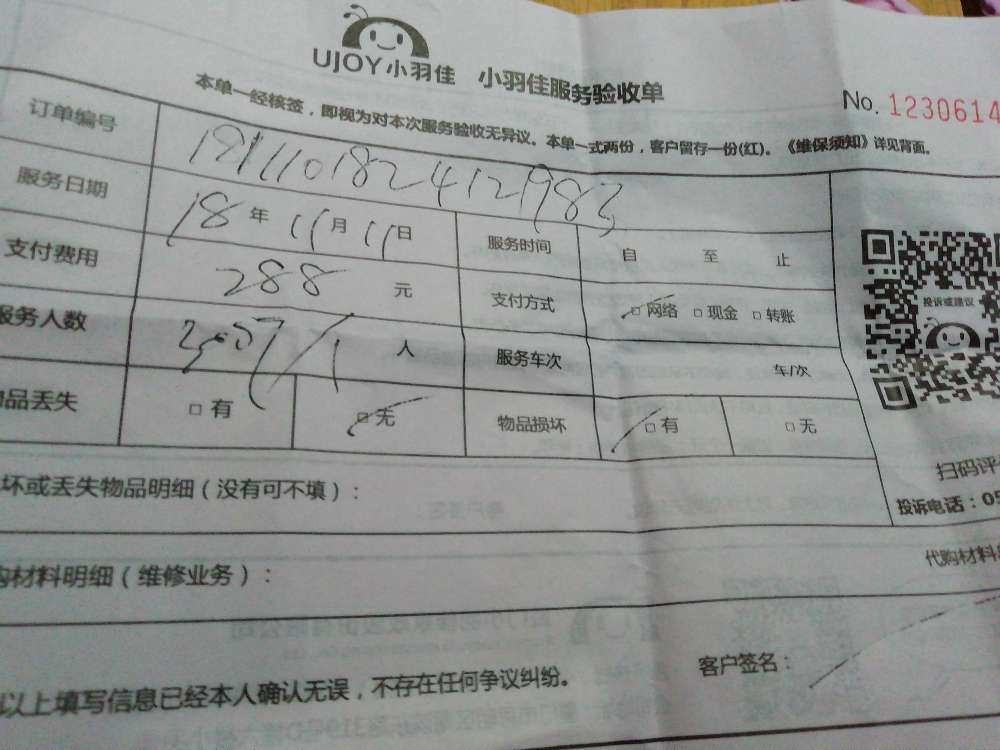 UJOY小羽佳 小羽佳服务验收单
No. 1230614
本单一经核签，即视为对本次服务验收无异议。本单一式两份，客户留存一份(红)。《维保须知》详见背面。
订单编号
服务日期 18 年 11 月 11 日 服务时间 自 至 止
支付费用 288 元 支付方式 □网络 □现金 □转账
服务人数 人 服务车次 车/次
品丢失 □有 □无 物品损坏 □有 □无
投诉或建议
扫码评
投诉电话：05
坏或丢失物品明细（没有可不填）：
购材料明细（维修业务）：
代购材料
以上填写信息已经本人确认无误，不存在任何争议纠纷。
客户签名：